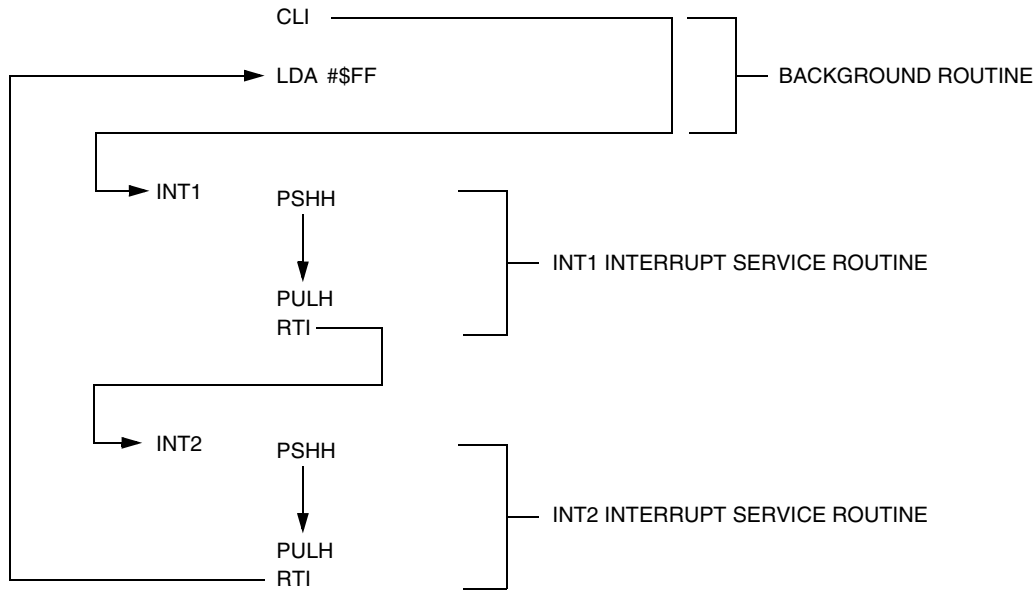 CLI
LDA #$FF
BACKGROUND ROUTINE
INT1
PSHH
INT1 INTERRUPT SERVICE ROUTINE
PULH
RTI
INT2
PSHH
INT2 INTERRUPT SERVICE ROUTINE
PULH
RTI